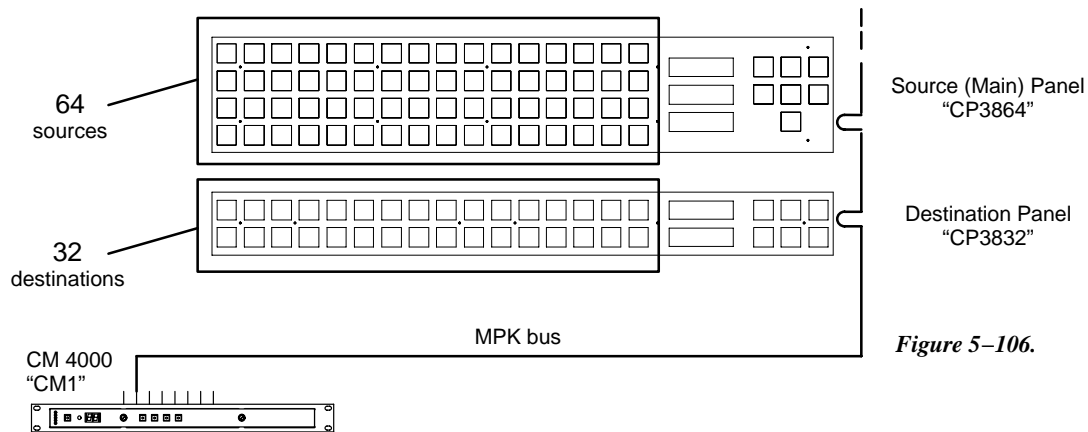 64
sources
Source (Main) Panel
“CP3864”
32
destinations
Destination Panel
“CP3832”
MPK bus
Figure 5–106.
CM 4000
“CM1”